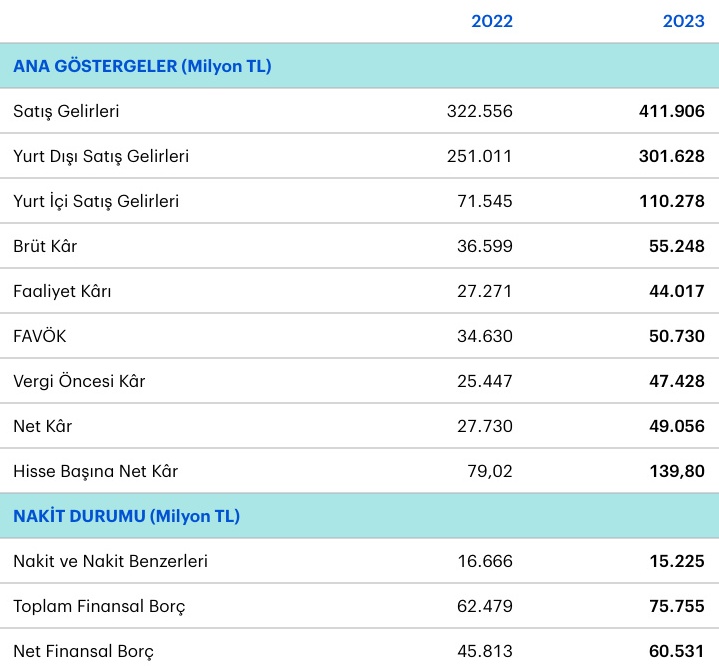 2022 2023
ANA GÖSTERGELER (Milyon TL)
Satış Gelirleri 322.556 411.906
Yurt Dışı Satış Gelirleri 251.011 301.628
Yurt İçi Satış Gelirleri 71.545 110.278
Brüt Kâr 36.599 55.248
Faaliyet Kârı 27.271 44.017
FAVÖK 34.630 50.730
Vergi Öncesi Kâr 25.447 47.428
Net Kâr 27.730 49.056
Hisse Başına Net Kâr 79,02 139,80
NAKİT DURUMU (Milyon TL)
Nakit ve Nakit Benzerleri 16.666 15.225
Toplam Finansal Borç 62.479 75.755
Net Finansal Borç 45.813 60.531